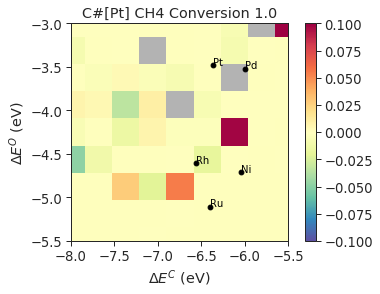 C#[Pt] CH4 Conversion 1.0
−3.0
−3.5
−4.0
−4.5
−5.0
−5.5
ΔE^O (eV)
Pt
Pd
Rh
Ni
Ru
−8.0 −7.5 −7.0 −6.5 −6.0 −5.5
ΔE^C (eV)
0.100
0.075
0.050
0.025
0.000
−0.025
−0.050
−0.075
−0.100